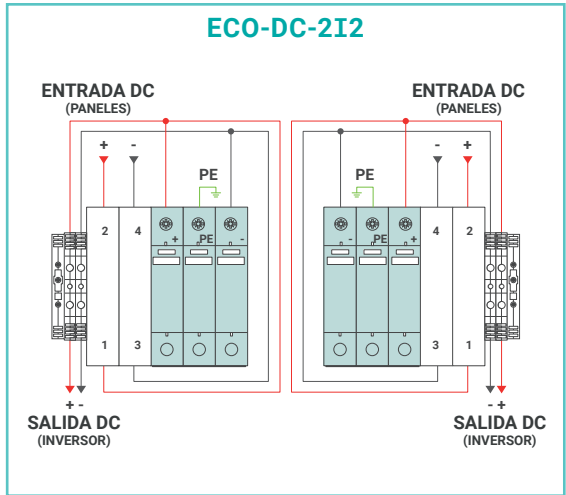 ECO-DC-2I2
ENTRADA DC
(PANELES)
+ -
PE
2 4
+ PE -
1 3
+ -
SALIDA DC
(INVERSOR)
ENTRADA DC
(PANELES)
- +
PE
4 2
- PE +
3 1
- +
SALIDA DC
(INVERSOR)